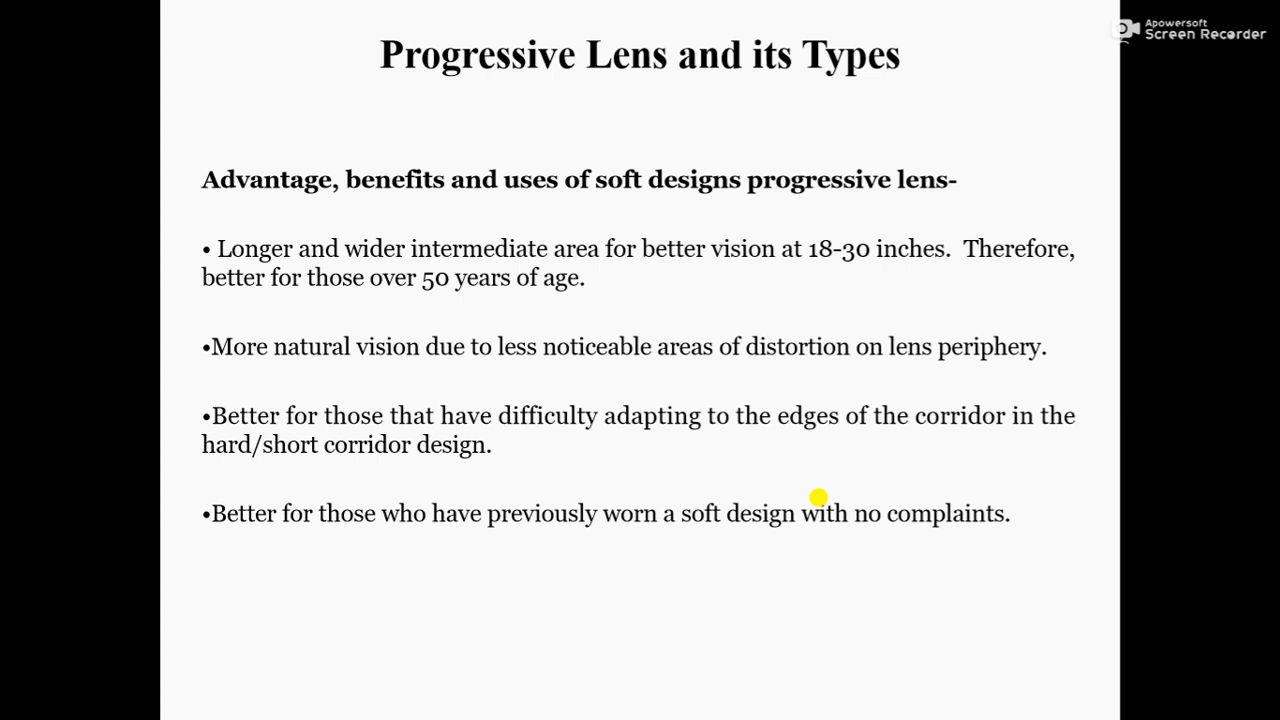 Apowersoft
Screen Recorder
Progressive Lens and its Types
Advantage, benefits and uses of soft designs progressive lens-
• Longer and wider intermediate area for better vision at 18-30 inches.  Therefore,
better for those over 50 years of age.
•More natural vision due to less noticeable areas of distortion on lens periphery.
•Better for those that have difficulty adapting to the edges of the corridor in the
hard/short corridor design.
•Better for those who have previously worn a soft design with no complaints.